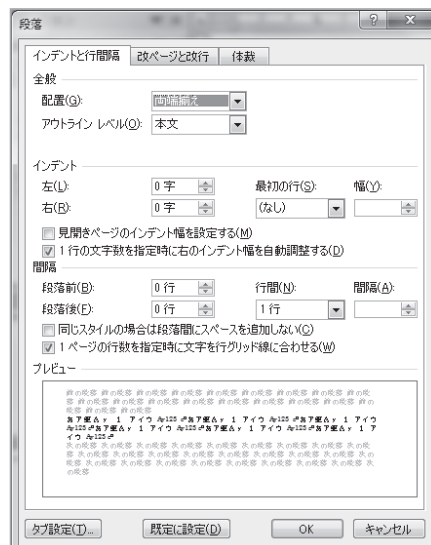 段落
インデントと行間隔 改ページと改行 体裁
全般
配置(G): 両端揃え
アウトライン レベル(O): 本文
インデント
左(L): 0 字 最初の行(S): 幅(Y):
右(R): 0 字 (なし)
見開きページのインデント幅を設定する(M)
1 行の文字数を指定時に右のインデント幅を自動調整する(D)
間隔
段落前(B): 0 行 行間(N): 間隔(A):
段落後(F): 0 行 1 行
同じスタイルの場合は段落間にスペースを追加しない(C)
1 ページの行数を指定時に文字を行グリッド線に合わせる(W)
プレビュー
タブ設定(T)... 既定に設定(D) OK キャンセル